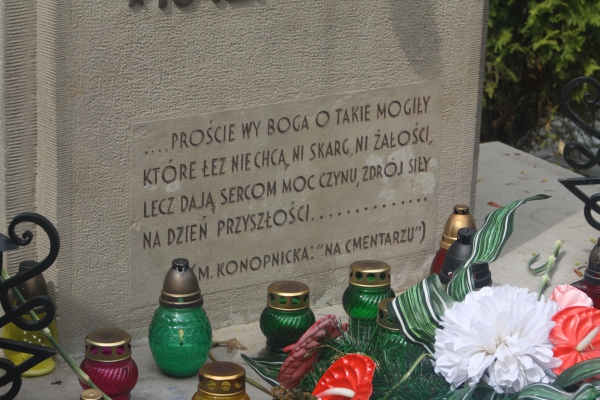 ....PROŚCIE WY BOGA O TAKIE MOGIŁY
KTÓRE ŁEZ NIE CHCĄ, NI SKARG, NI ŻAŁOŚCI,
LECZ DAJĄ SERCOM MOC CZYNU, ZDRÓJ SIŁY
NA DZIEŃ PRZYSZŁOŚCI..............
(M. KONOPNICKA: "NA CMENTARZU")